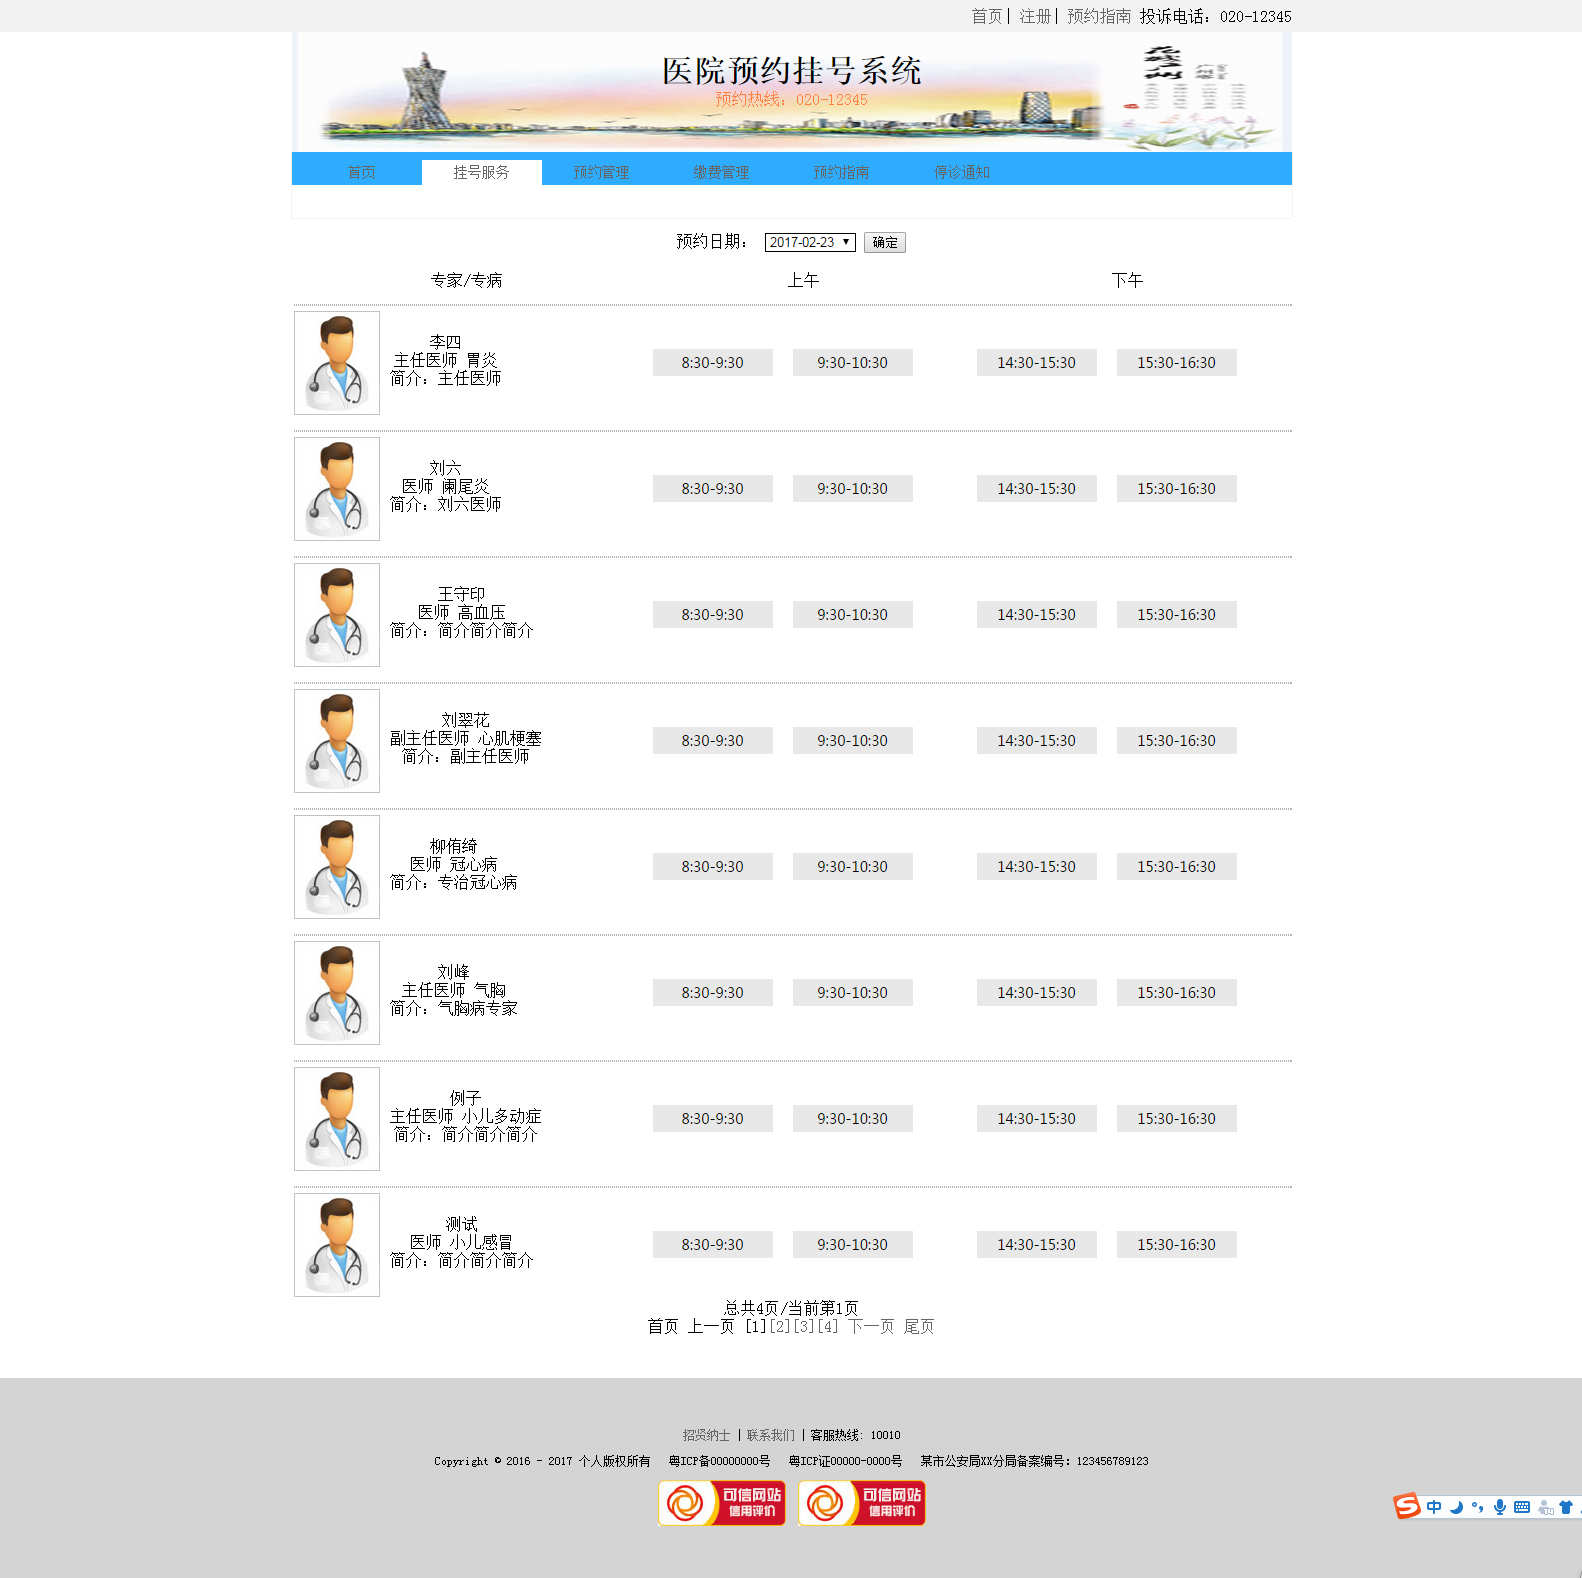 首页| 注册| 预约指南 投诉电话：020-12345
医院预约挂号系统
预约热线：020-12345
首页 挂号服务 预约管理 缴费管理 预约指南 停诊通知
预约日期： 2017-02-23 确定
专家/专病 上午 下午
李四
主任医师 胃炎
简介：主任医师
8:30-9:30 9:30-10:30 14:30-15:30 15:30-16:30
刘六
医师 阑尾炎
简介：刘六医师
8:30-9:30 9:30-10:30 14:30-15:30 15:30-16:30
王守印
医师 高血压
简介：简介简介简介
8:30-9:30 9:30-10:30 14:30-15:30 15:30-16:30
刘翠花
副主任医师 心肌梗塞
简介：副主任医师
8:30-9:30 9:30-10:30 14:30-15:30 15:30-16:30
柳侑绮
医师 冠心病
简介：专治冠心病
8:30-9:30 9:30-10:30 14:30-15:30 15:30-16:30
刘峰
主任医师 气胸
简介：气胸病专家
8:30-9:30 9:30-10:30 14:30-15:30 15:30-16:30
例子
主任医师 小儿多动症
简介：简介简介简介
8:30-9:30 9:30-10:30 14:30-15:30 15:30-16:30
测试
医师 小儿感冒
简介：简介简介简介
8:30-9:30 9:30-10:30 14:30-15:30 15:30-16:30
总共4页/当前第1页
首页 上一页 [1][2][3][4] 下一页 尾页
招贤纳士 | 联系我们 | 客服热线: 10010
Copyright © 2016 - 2017 个人版权所有 粤ICP备00000000号 粤ICP证00000-0000号 某市公安局XX分局备案编号：123456789123
可信网站 可信网站
信用评价 信用评价
中